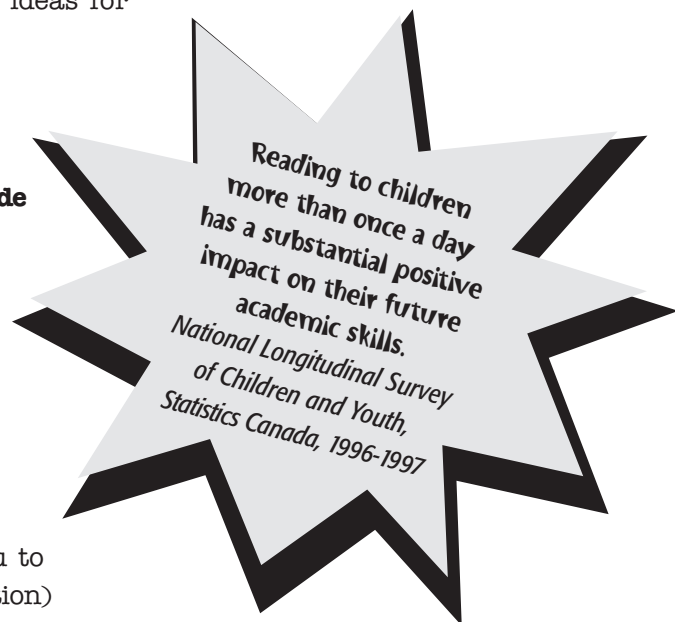 ideas for
de
Reading to children
more than once a day
has a substantial positive
impact on their future
academic skills.
National Longitudinal Survey
of Children and Youth,
Statistics Canada, 1996-1997
u to
tion)